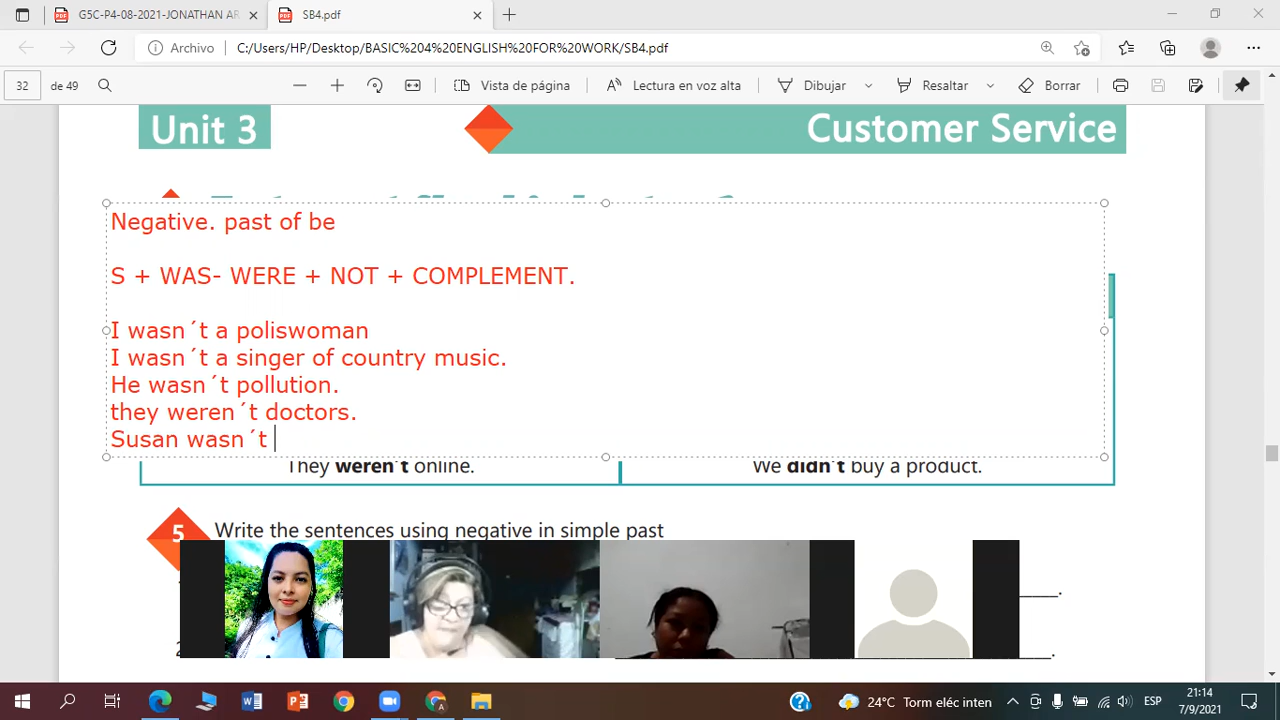 G5C-P4-08-2021-JONATHAN AR
SB4.pdf
Archivo
C:/Users/HP/Desktop/BASIC%204%20ENGLISH%20FOR%20WORK/SB4.pdf
32 de 49
Vista de página
Lectura en voz alta
Dibujar
Resaltar
Borrar
Unit 3
Customer Service
Negative. past of be
S + WAS- WERE + NOT + COMPLEMENT.
I wasn´t a poliswoman
I wasn´t a singer of country music.
He wasn´t pollution.
they weren´t doctors.
Susan wasn´t
They weren't online.
We didn't buy a product.
5
Write the sentences using negative in simple past
24°C Torm eléc inten
ESP
21:14
7/9/2021